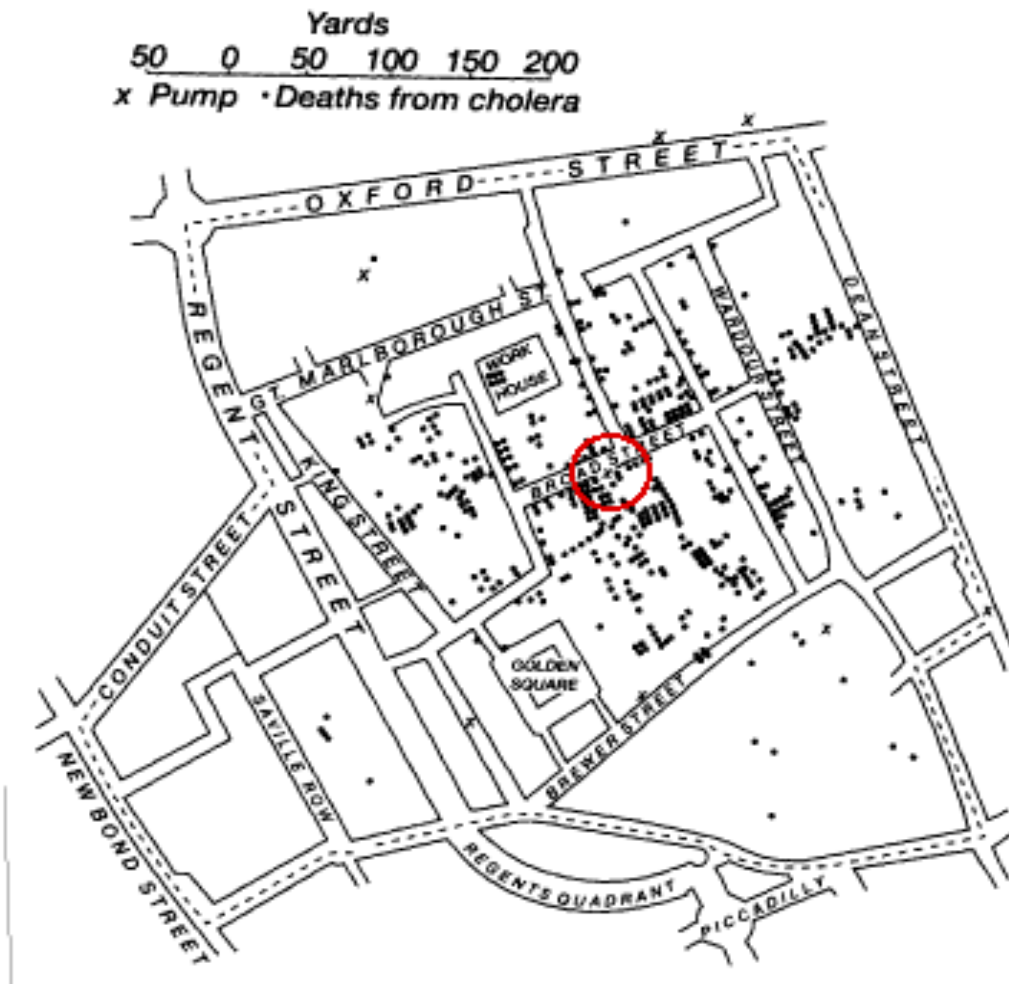 Yards
50 0 50 100 150 200
x Pump · Deaths from cholera
OXFORD STREET
REGENT STREET
GT. MARLBOROUGH ST.
WORK
HOUSE
WARDOUR STREET
DEAN STREET
BROAD STREET
KING STREET
CONDUIT STREET
GOLDEN
SQUARE
SAVILLE ROW
BREWER STREET
NEW BOND STREET
REGENTS QUADRANT
PICCADILLY